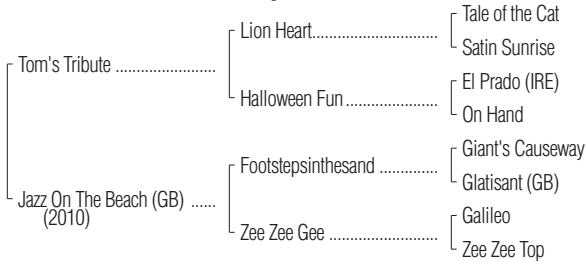 Tale of the Cat
Lion Heart....................................
Satin Sunrise
Tom's Tribute .......................
El Prado (IRE)
Halloween Fun ...........................
On Hand
Giant's Causeway
Footstepsinthesand ..............
Glatisant (GB)
Jazz On The Beach (GB) ......
(2010)
Galileo
Zee Zee Gee ..........................
Zee Zee Top